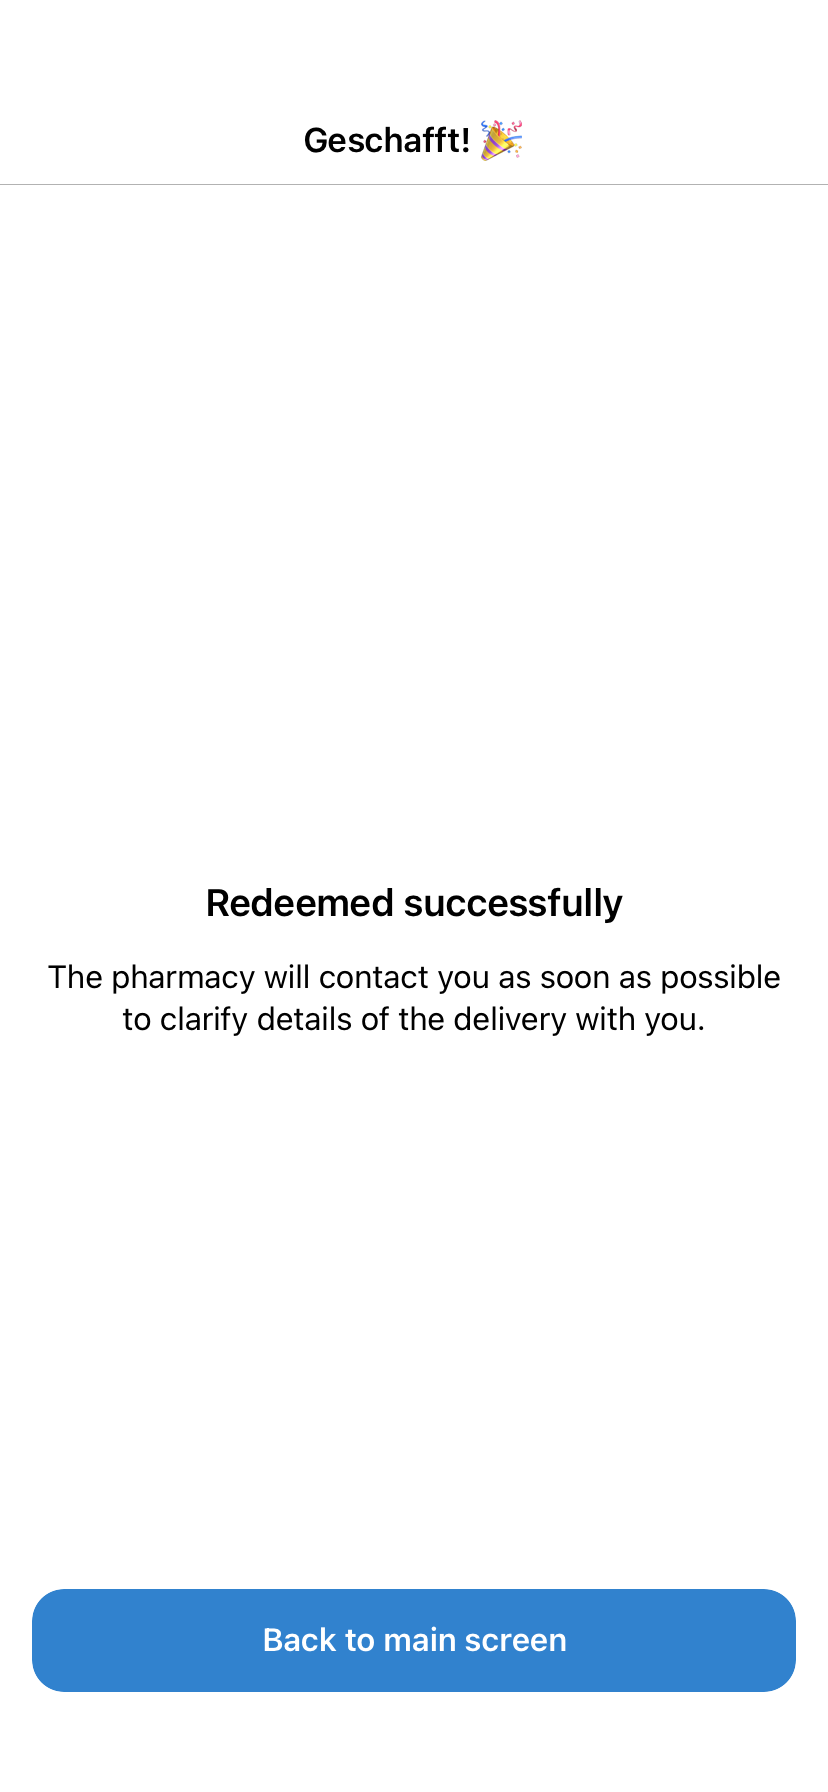 Geschafft! 🎉
Redeemed successfully
The pharmacy will contact you as soon as possible
to clarify details of the delivery with you.
Back to main screen